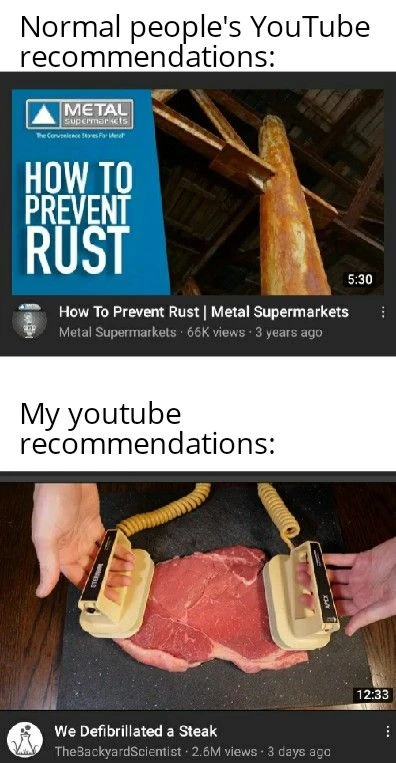 Normal people's YouTube
recommendations:
METAL
supermarkets
The Convenience Stores For Metal®
HOW TO
PREVENT
RUST
5:30
How To Prevent Rust | Metal Supermarkets
Metal Supermarkets · 66K views · 3 years ago
My youtube
recommendations:
APEX
12:33
We Defibrillated a Steak
TheBackyardScientist · 2.6M views · 3 days ago